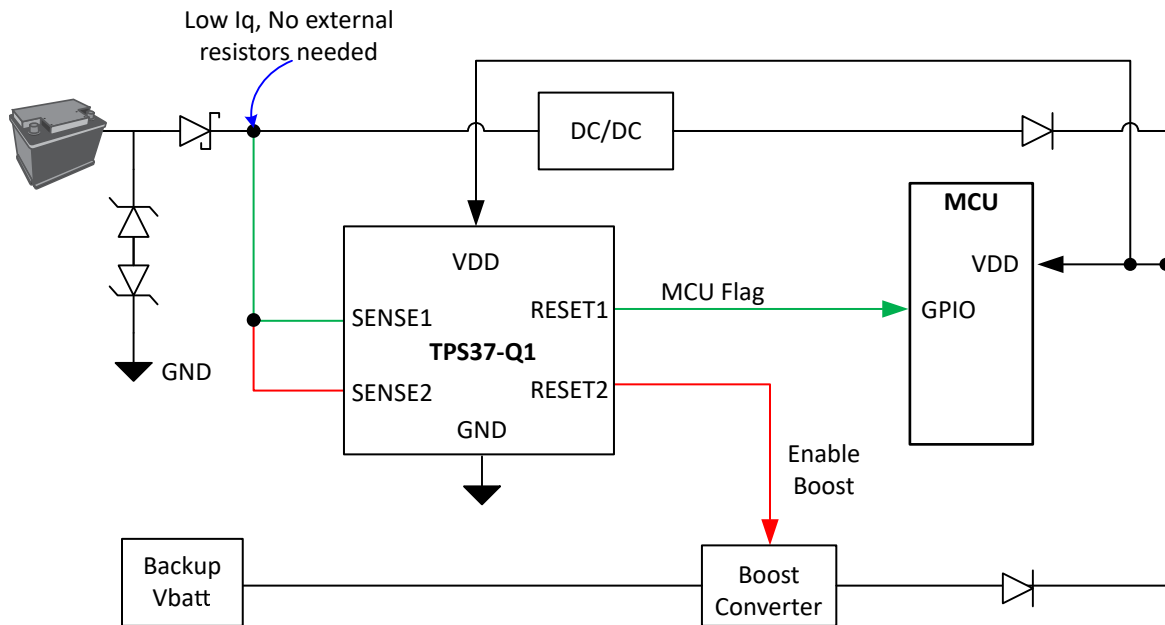 Low Iq, No external
resistors needed
DC/DC
MCU
VDD
VDD
GPIO
MCU Flag
RESET1
SENSE1
TPS37-Q1
SENSE2
RESET2
GND
GND
Enable
Boost
Backup
Vbatt
Boost
Converter